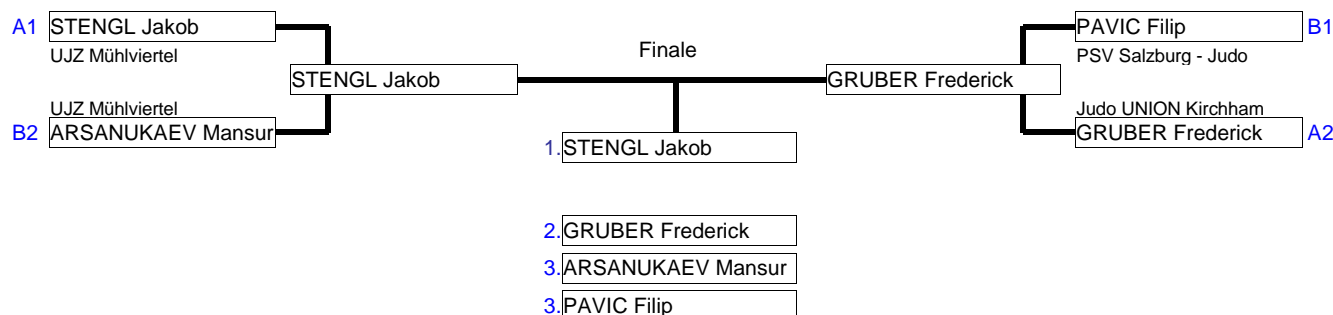 A1 STENGL Jakob
UJZ Mühlviertel
PAVIC Filip B1
PSV Salzburg - Judo
Finale
STENGL Jakob
GRUBER Frederick
UJZ Mühlviertel
B2 ARSANUKAEV Mansur
Judo UNION Kirchham
GRUBER Frederick A2
1. STENGL Jakob
2. GRUBER Frederick
3. ARSANUKAEV Mansur
3. PAVIC Filip